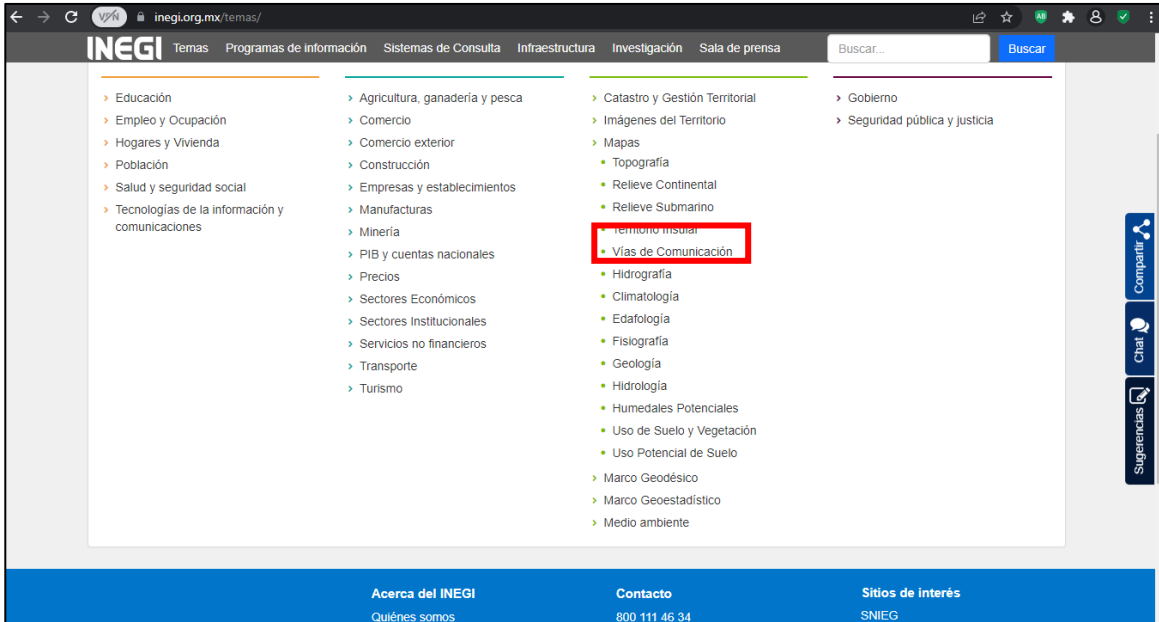 VPN inegi.org.mx/temas/
INEGI Temas Programas de información Sistemas de Consulta Infraestructura Investigación Sala de prensa Buscar... Buscar
Educación
Empleo y Ocupación
Hogares y Vivienda
Población
Salud y seguridad social
Tecnologías de la información y
comunicaciones
Agricultura, ganadería y pesca
Comercio
Comercio exterior
Construcción
Empresas y establecimientos
Manufacturas
Minería
PIB y cuentas nacionales
Precios
Sectores Económicos
Sectores Institucionales
Servicios no financieros
Transporte
Turismo
Catastro y Gestión Territorial
Imágenes del Territorio
Mapas
Topografía
Relieve Continental
Relieve Submarino
Territorio Insular
Vías de Comunicación
Hidrografía
Climatología
Edafología
Fisiografía
Geología
Hidrología
Humedales Potenciales
Uso de Suelo y Vegetación
Uso Potencial de Suelo
Marco Geodésico
Marco Geoestadístico
Medio ambiente
Gobierno
Seguridad pública y justicia
Compartir
Chat
Sugerencias
Acerca del INEGI
Quiénes somos
Contacto
800 111 46 34
Sitios de interés
SNIEG